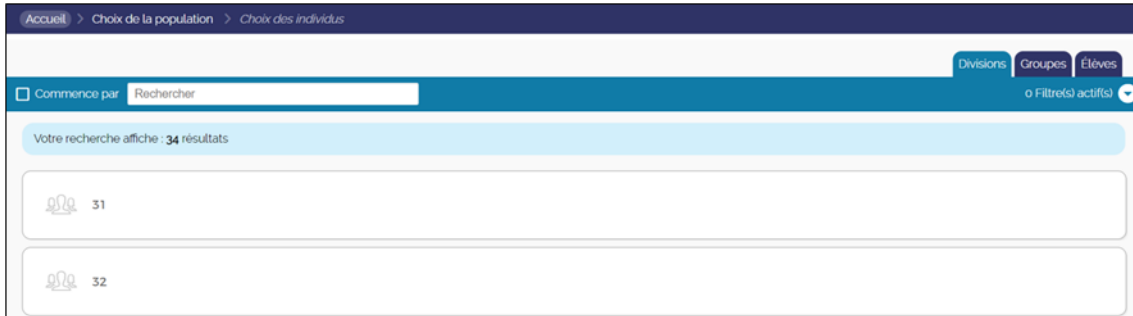 Accueil > Choix de la population > Choix des individus
Divisions Groupes Élèves
Commence par Rechercher 0 Filtre(s) actif(s)
Votre recherche affiche : 34 résultats
31
32